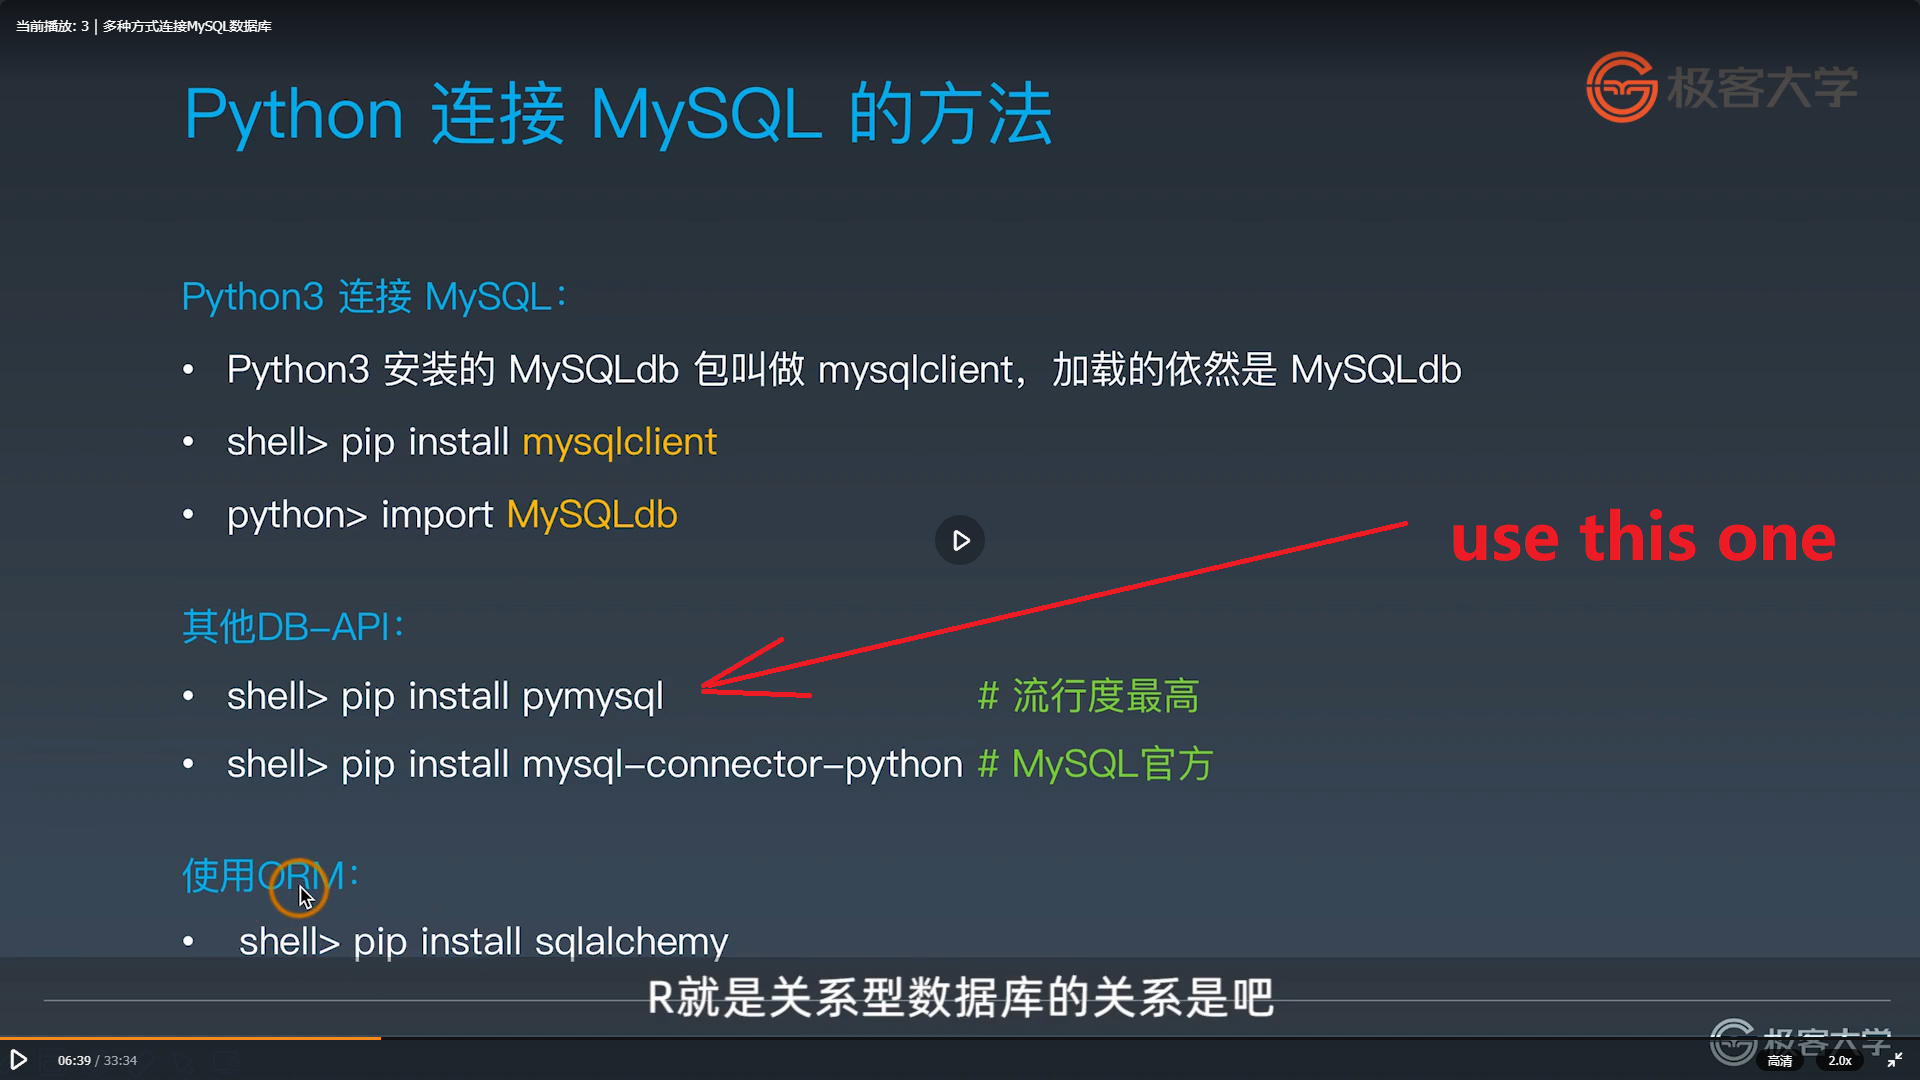 当前播放: 3 | 多种方式连接MySQL数据库
极客大学
Python 连接 MySQL 的方法
Python3 连接 MySQL：
• Python3 安装的 MySQLdb 包叫做 mysqlclient，加载的依然是 MySQLdb
• shell> pip install mysqlclient
• python> import MySQLdb
use this one
其他DB-API：
• shell> pip install pymysql # 流行度最高
• shell> pip install mysql-connector-python # MySQL官方
使用ORM：
• shell> pip install sqlalchemy
R就是关系型数据库的关系是吧
极客大学
06:39 / 33:34
高清
2.0x